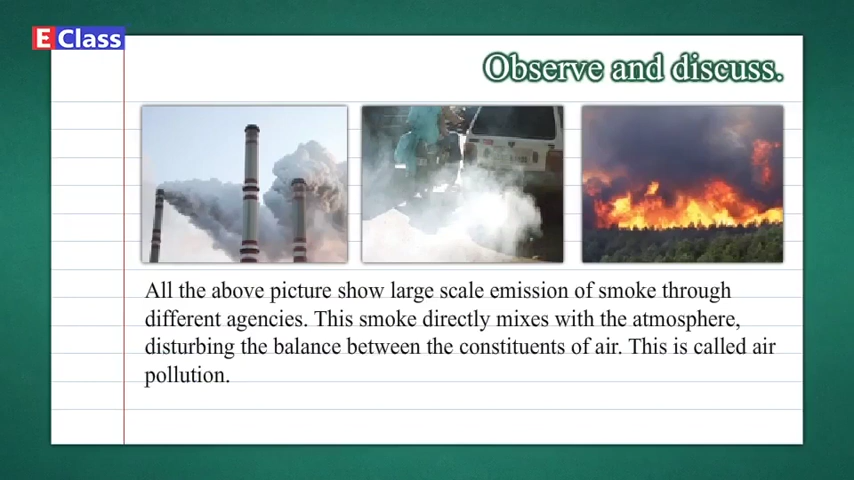 E Class
Observe and discuss.
All the above picture show large scale emission of smoke through
different agencies. This smoke directly mixes with the atmosphere,
disturbing the balance between the constituents of air. This is called air
pollution.